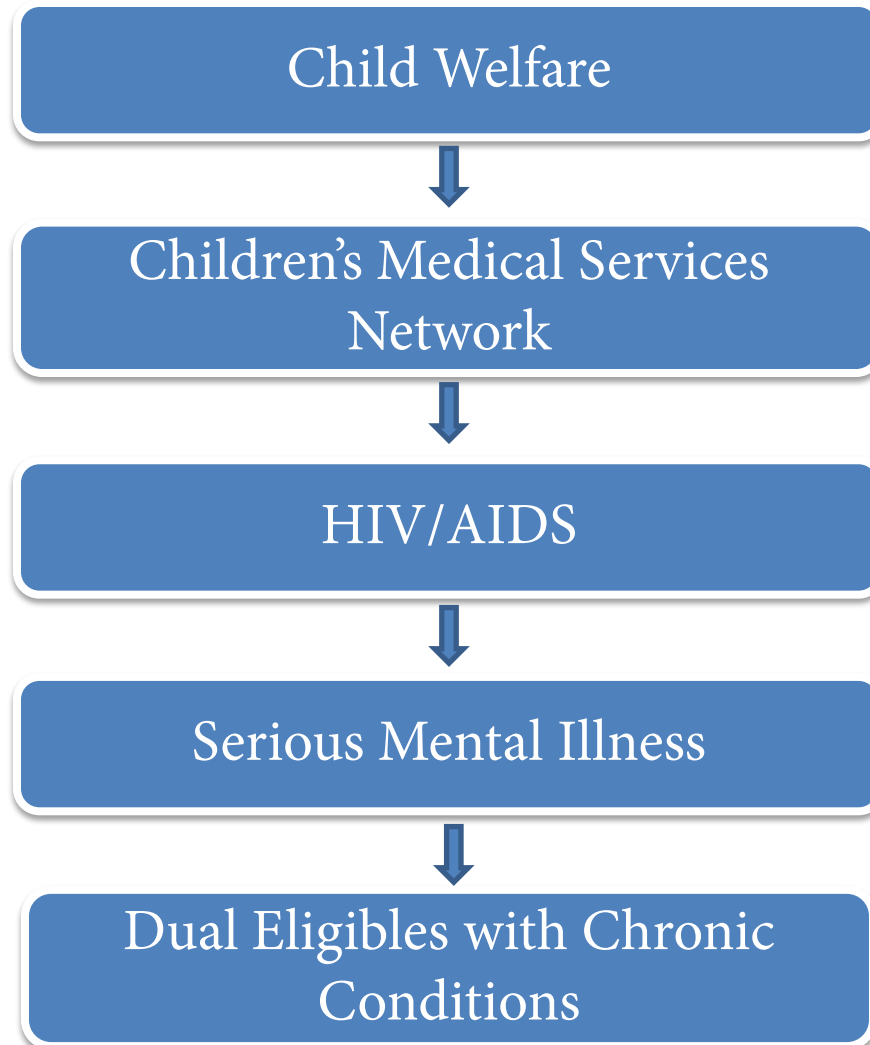 Child Welfare
Children’s Medical Services
Network
HIV/AIDS
Serious Mental Illness
Dual Eligibles with Chronic
Conditions